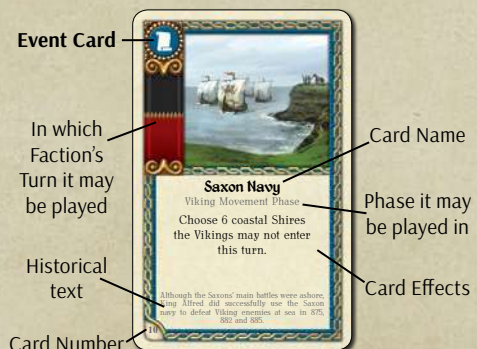 Event Card
In which
Faction's
Turn it may
be played
Historical
text
Card Number
Saxon Navy
Viking Movement Phase
Choose 6 coastal Shires
the Vikings may not enter
this turn.
Although the Saxons' main battles were ashore,
King Alfred did successfully use the Saxon
navy to defeat Viking enemies at sea in 875,
882 and 885.
10
Card Name
Phase it may
be played in
Card Effects